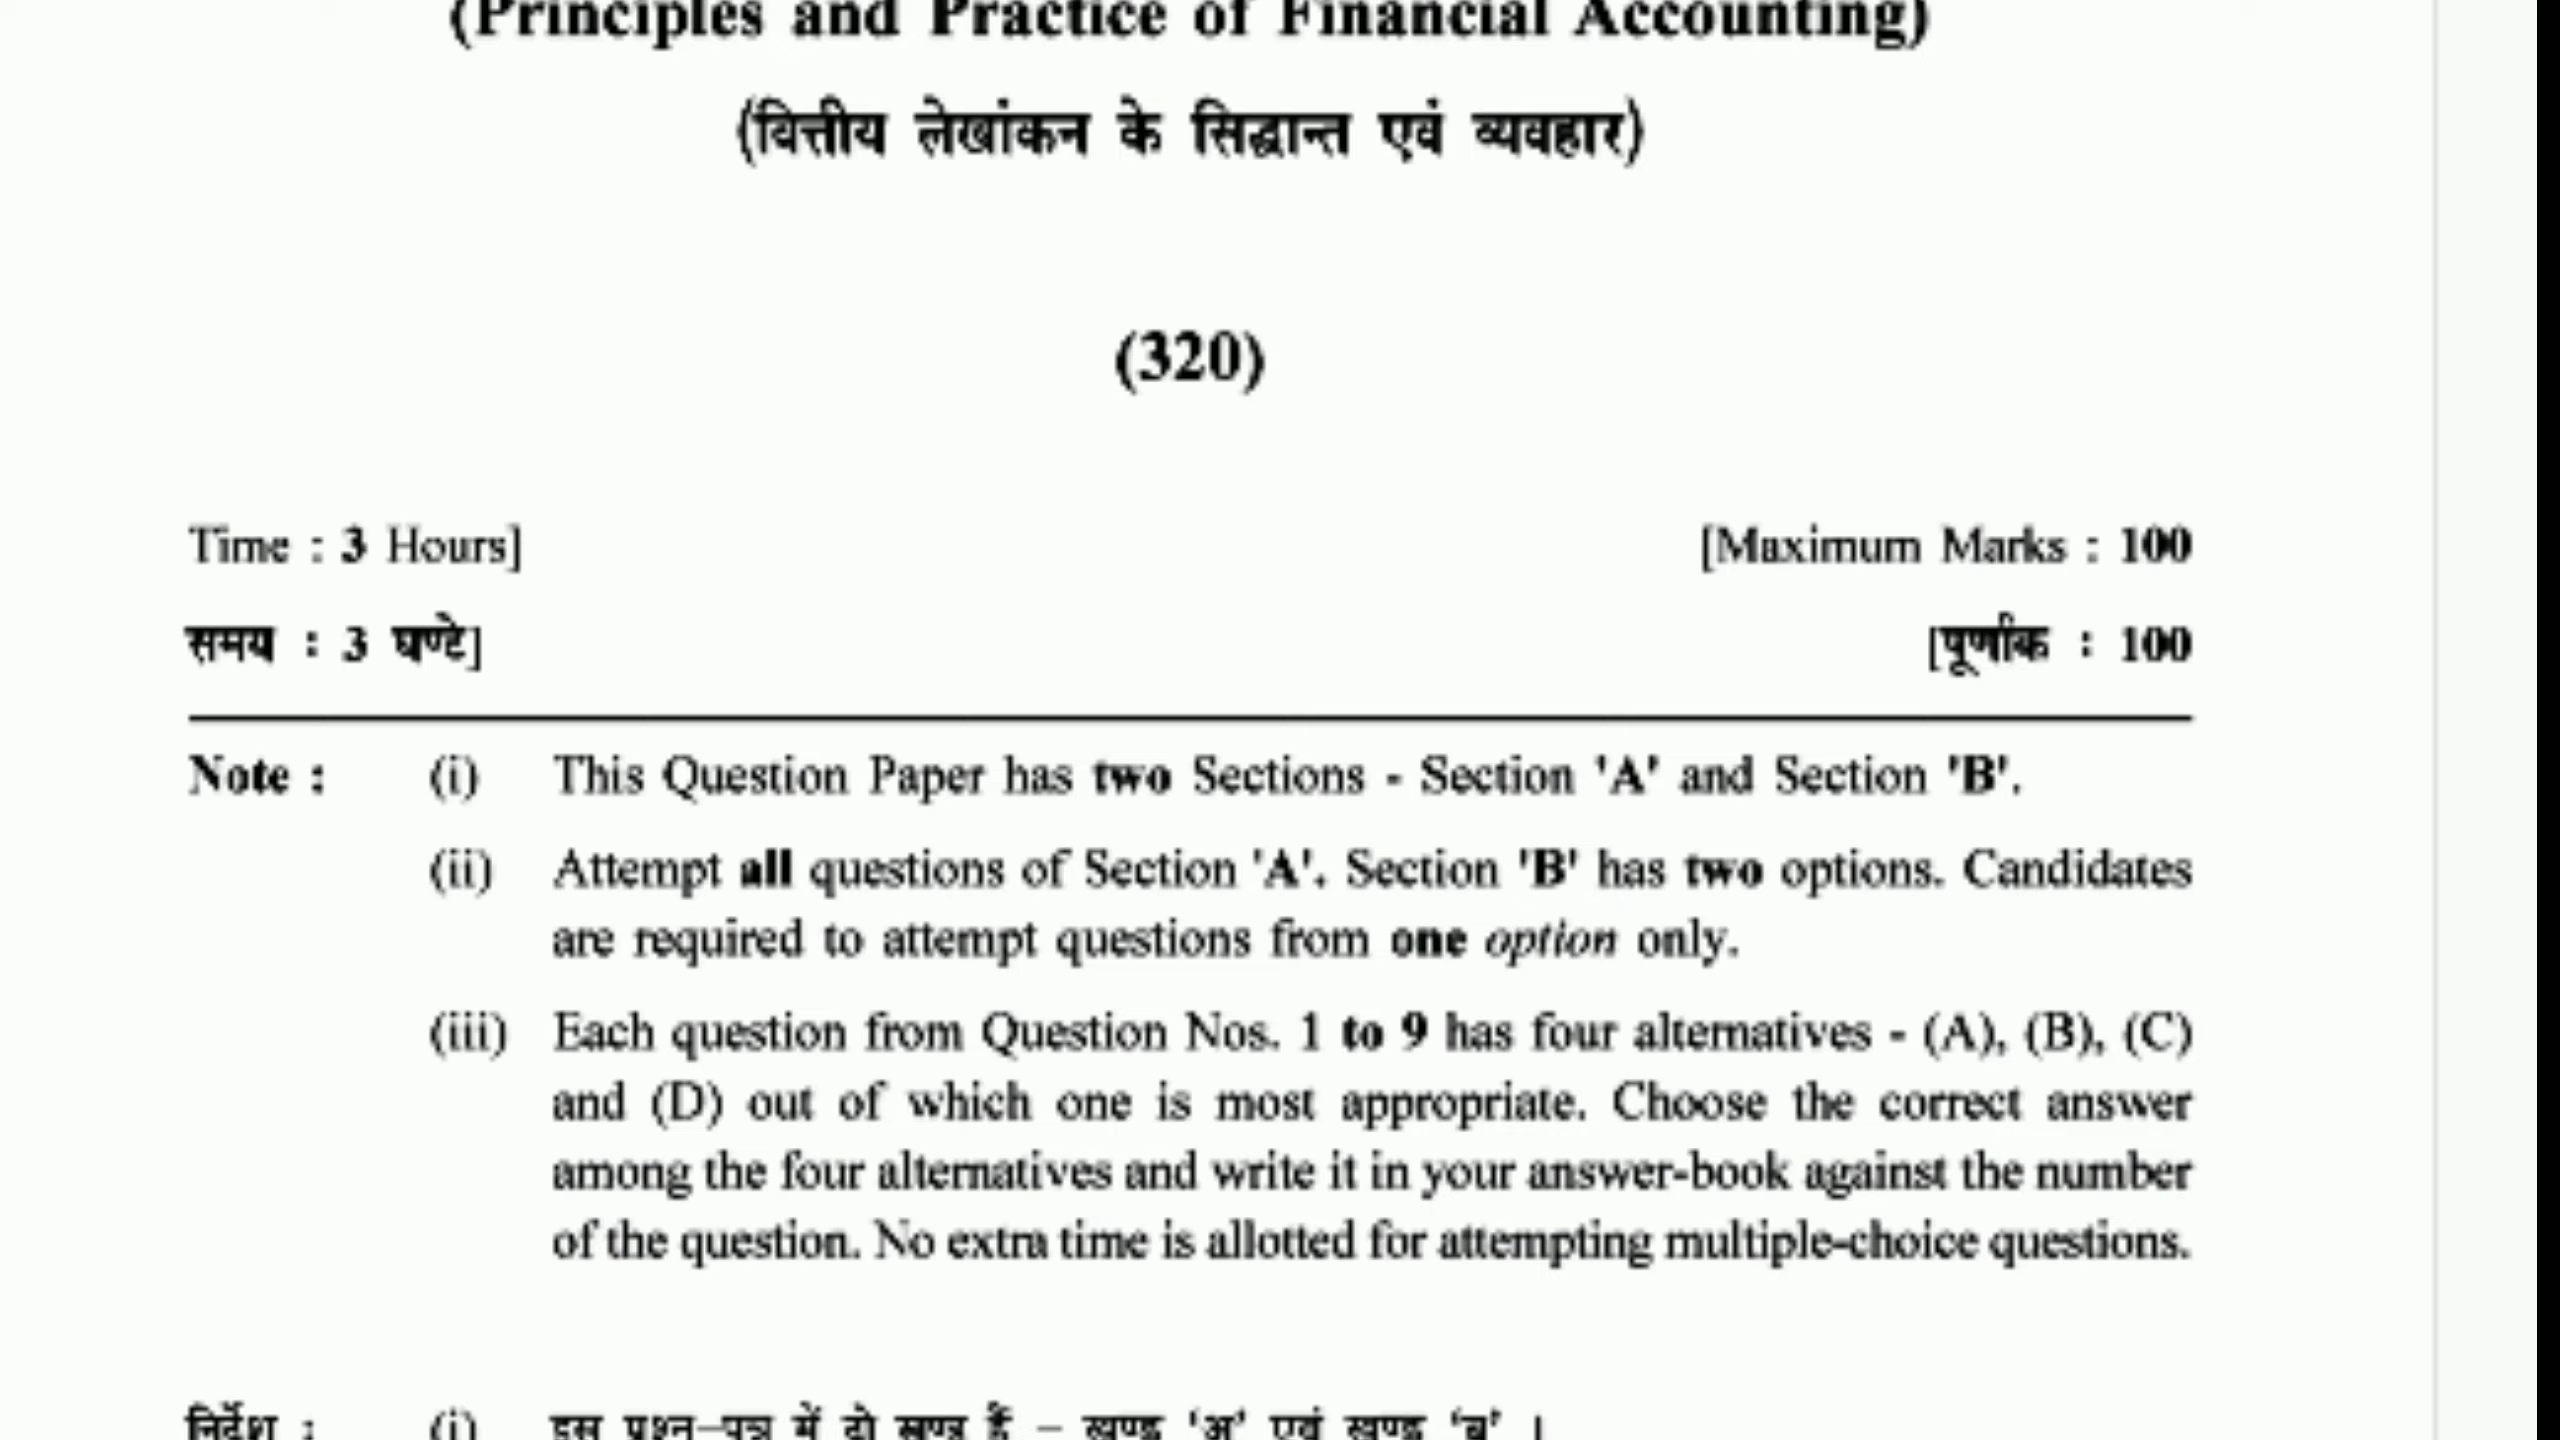 (Principles and Practice of Financial Accounting)
(वित्तीय लेखांकन के सिद्धान्त एवं व्यवहार)
(320)
Time : 3 Hours]
[Maximum Marks : 100
समय : 3 घण्टे]
[पूर्णांक : 100
Note : (i) This Question Paper has two Sections - Section 'A' and Section 'B'.
(ii) Attempt all questions of Section 'A'. Section 'B' has two options. Candidates
are required to attempt questions from one option only.
(iii) Each question from Question Nos. 1 to 9 has four alternatives - (A), (B), (C)
and (D) out of which one is most appropriate. Choose the correct answer
among the four alternatives and write it in your answer-book against the number
of the question. No extra time is allotted for attempting multiple-choice questions.
निर्देश : (i) इस प्रश्न-पत्र में दो खण्ड हैं – खण्ड 'अ' एवं खण्ड 'ब' ।